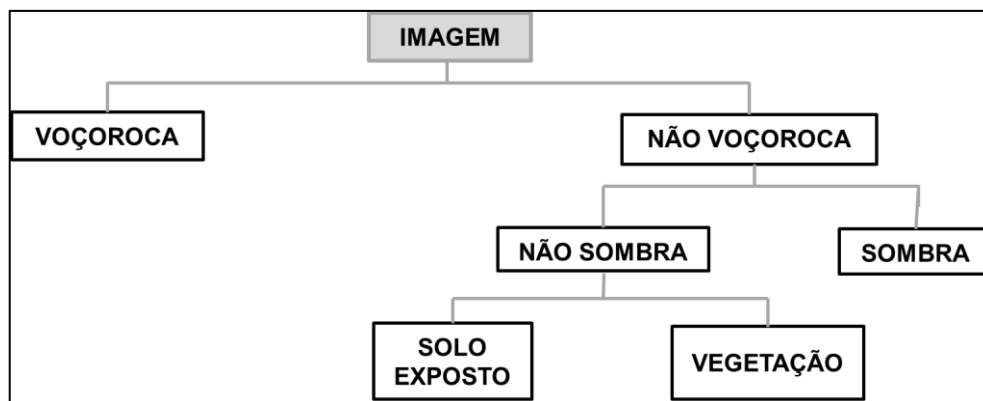 IMAGEM
VOÇOROCA
NÃO VOÇOROCA
NÃO SOMBRA
SOMBRA
SOLO
EXPOSTO
VEGETAÇÃO